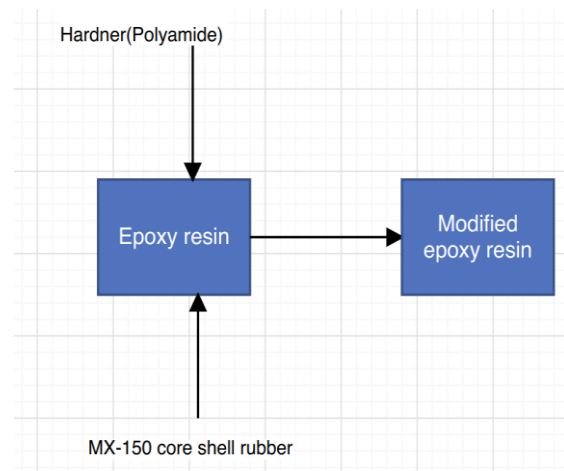 Hardner(Polyamide)
Epoxy resin
Modified
epoxy resin
MX-150 core shell rubber